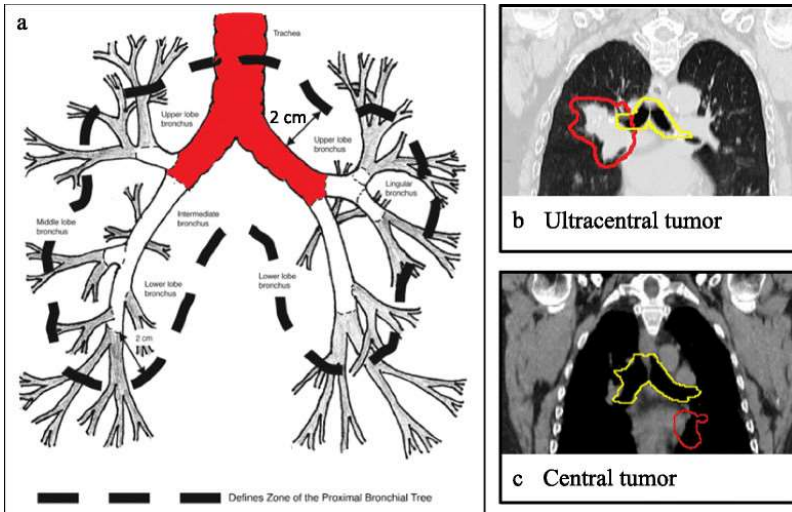 a
Trachea
2 cm
Upper lobe
bronchus
Upper lobe
bronchus
Lingular
bronchus
Middle lobe
bronchus
Intermediate
bronchus
Lower lobe
bronchus
Lower lobe
bronchus
2 cm
Defines Zone of the Proximal Bronchial Tree
b Ultracentral tumor
c Central tumor